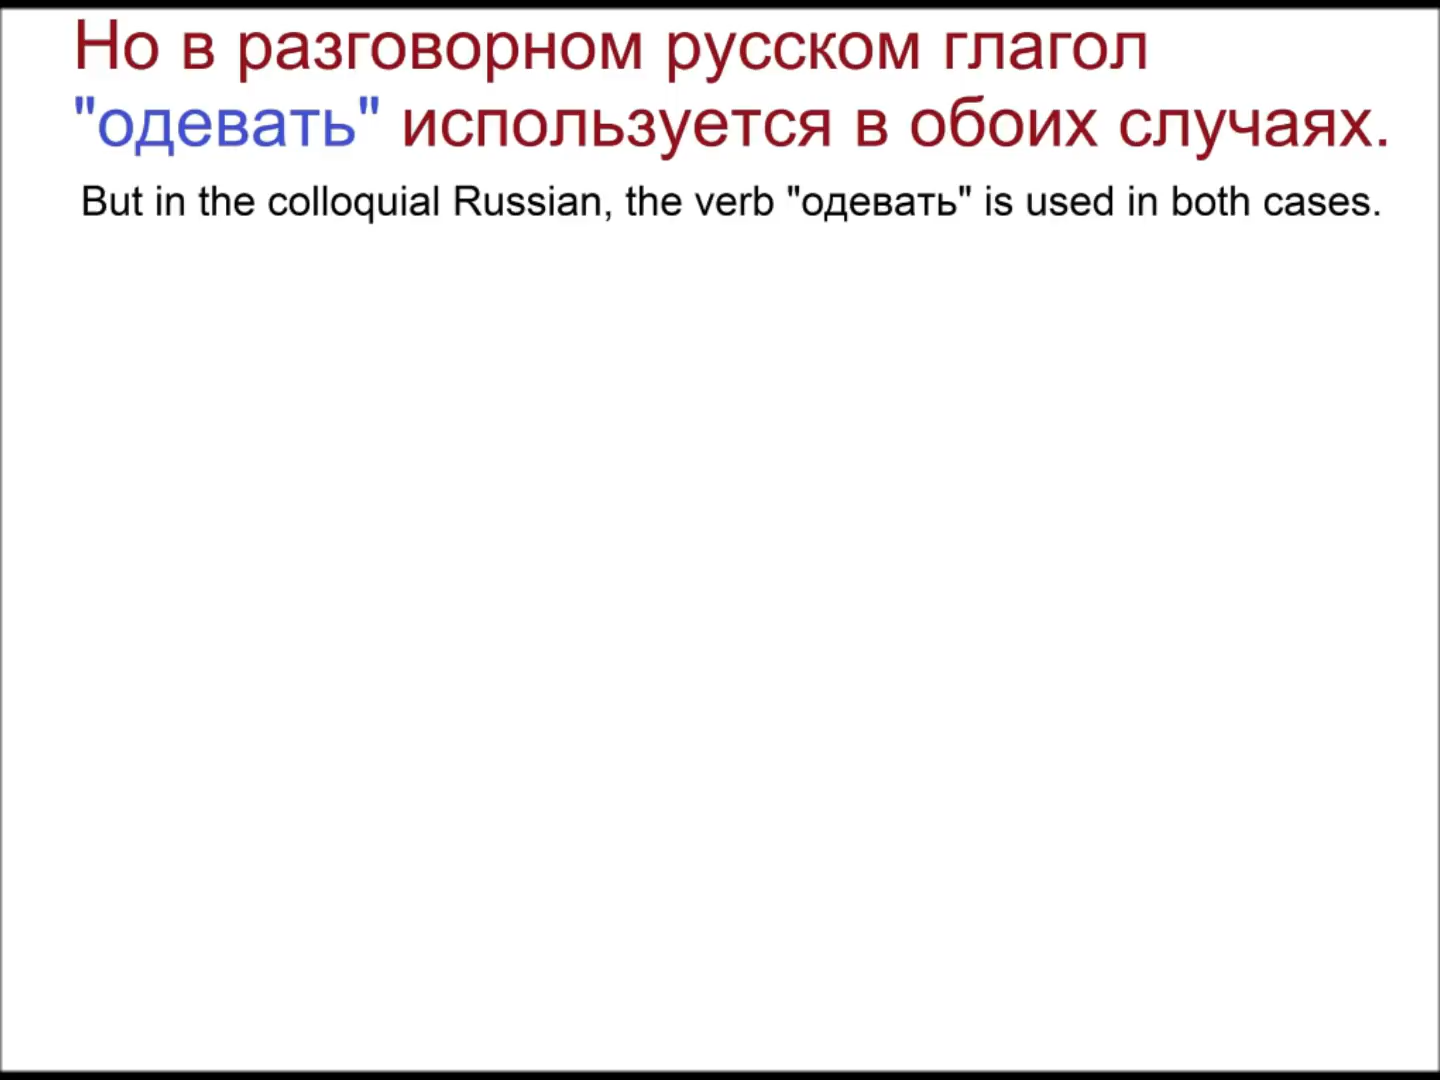 Но в разговорном русском глагол
"одевать" используется в обоих случаях.
But in the colloquial Russian, the verb "одевать" is used in both cases.